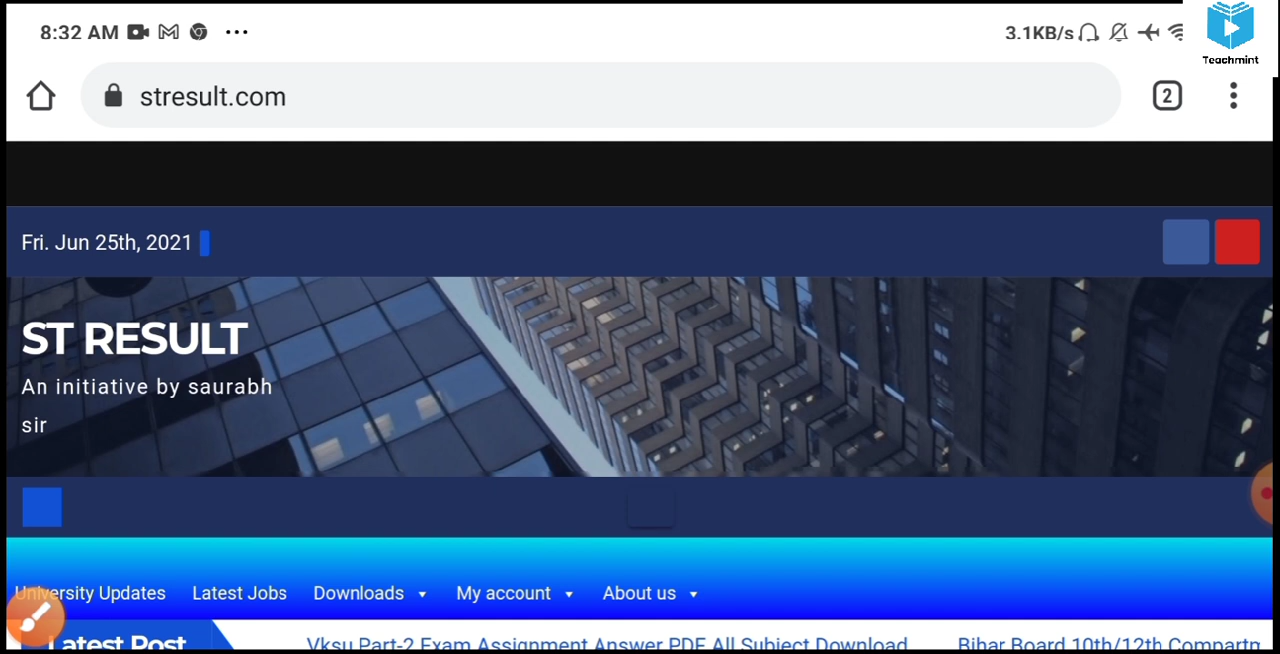 8:32 AM
3.1KB/s
Teachmint
stresult.com
2
Fri. Jun 25th, 2021
ST RESULT
An initiative by saurabh
sir
University Updates Latest Jobs Downloads My account About us
Latest Post Vksu Part-2 Exam Assignment Answer PDF All Subject Download Bihar Board 10th/12th